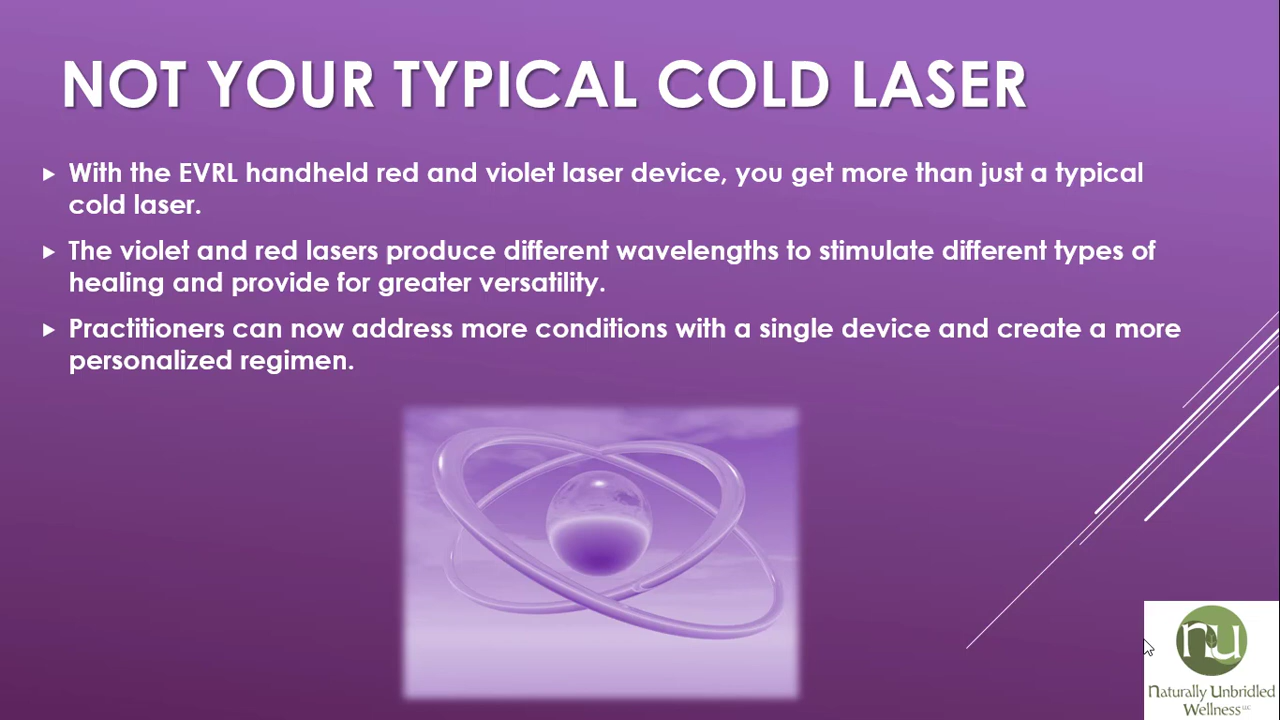 NOT YOUR TYPICAL COLD LASER
With the EVRL handheld red and violet laser device, you get more than just a typical
cold laser.
The violet and red lasers produce different wavelengths to stimulate different types of
healing and provide for greater versatility.
Practitioners can now address more conditions with a single device and create a more
personalized regimen.
nu
Naturally Unbridled
Wellness LLC